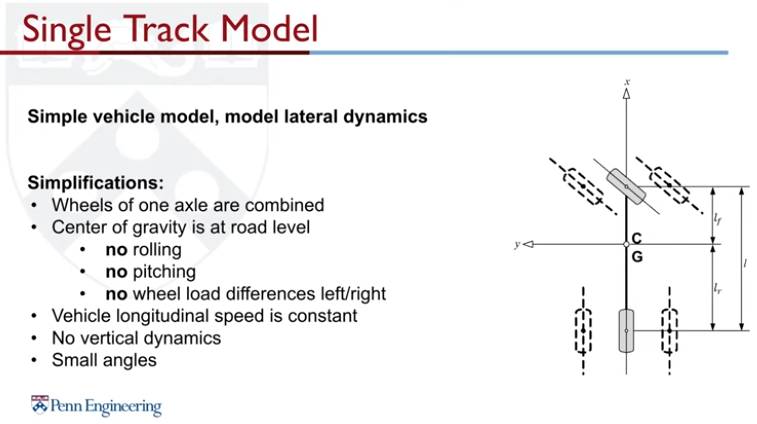 Single Track Model
Simple vehicle model, model lateral dynamics
Simplifications:
• Wheels of one axle are combined
• Center of gravity is at road level
• no rolling
• no pitching
• no wheel load differences left/right
• Vehicle longitudinal speed is constant
• No vertical dynamics
• Small angles
x
y
C
G
lf
lr
l
Penn Engineering